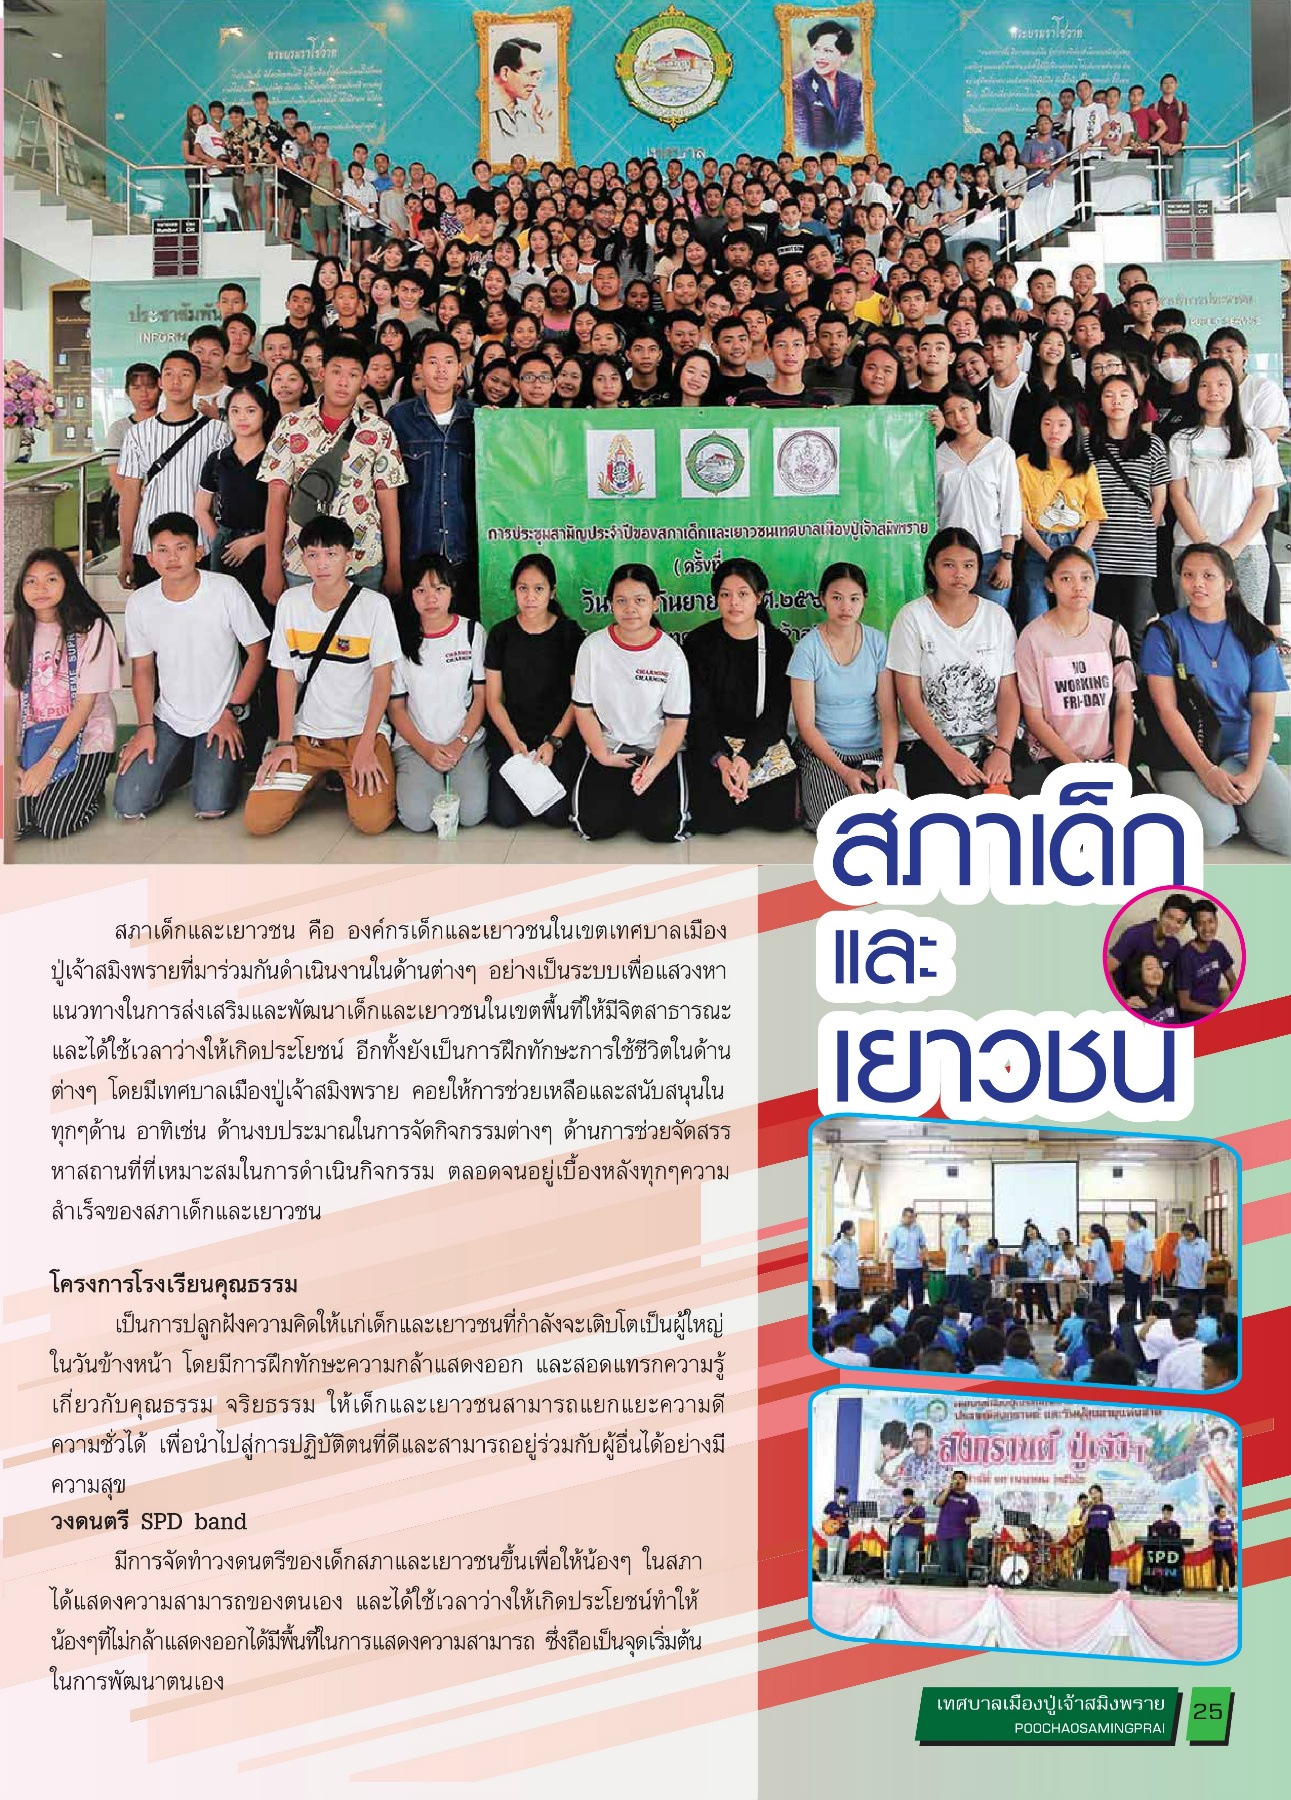 พระบรมราโชวาท
พระบรมราโชวาท
เทศบาล
ประชาสัมพัน
INFOR
PUBLIC SERVICE
การประชุมสามัญประจำปีของสภาเด็กและเยาวชนเทศบาลเมืองปู่เจ้าสมิงพราย
(ครั้งที่
CHARMING
CHARMING
CHARMING
CHARMING
NO
WORKING
FRI-DAY
สภาเด็ก
และ
เยาวชน
สภาเด็กและเยาวชน คือ องค์กรเด็กและเยาวชนในเขตเทศบาลเมือง
ปู่เจ้าสมิงพรายที่มาร่วมกันดำเนินงานในด้านต่างๆ อย่างเป็นระบบเพื่อแสวงหา
แนวทางในการส่งเสริมและพัฒนาเด็กและเยาวชนในเขตพื้นที่ให้มีจิตสาธารณะ
และได้ใช้เวลาว่างให้เกิดประโยชน์ อีกทั้งยังเป็นการฝึกทักษะการใช้ชีวิตในด้าน
ต่างๆ โดยมีเทศบาลเมืองปู่เจ้าสมิงพราย คอยให้การช่วยเหลือและสนับสนุนใน
ทุกๆด้าน อาทิเช่น ด้านงบประมาณในการจัดกิจกรรมต่างๆ ด้านการช่วยจัดสรร
หาสถานที่ที่เหมาะสมในการดำเนินกิจกรรม ตลอดจนอยู่เบื้องหลังทุกๆความ
สำเร็จของสภาเด็กและเยาวชน
โครงการโรงเรียนคุณธรรม
เป็นการปลูกฝังความคิดให้แก่เด็กและเยาวชนที่กำลังจะเติบโตเป็นผู้ใหญ่
ในวันข้างหน้า โดยมีการฝึกทักษะความกล้าแสดงออก และสอดแทรกความรู้
เกี่ยวกับคุณธรรม จริยธรรม ให้เด็กและเยาวชนสามารถแยกแยะความดี
ความชั่วได้ เพื่อนำไปสู่การปฏิบัติตนที่ดีและสามารถอยู่ร่วมกับผู้อื่นได้อย่างมี
ความสุข
วงดนตรี SPD band
มีการจัดทำวงดนตรีของเด็กสภาและเยาวชนขึ้นเพื่อให้น้องๆ ในสภา
ได้แสดงความสามารถของตนเอง และได้ใช้เวลาว่างให้เกิดประโยชน์ทำให้
น้องๆที่ไม่กล้าแสดงออกได้มีพื้นที่ในการแสดงความสามารถ ซึ่งถือเป็นจุดเริ่มต้น
ในการพัฒนาตนเอง
สงกรานต์ ปู่เจ้าฯ
SPD
เทศบาลเมืองปู่เจ้าสมิงพราย
POOCHAOSAMINGPRAI
25